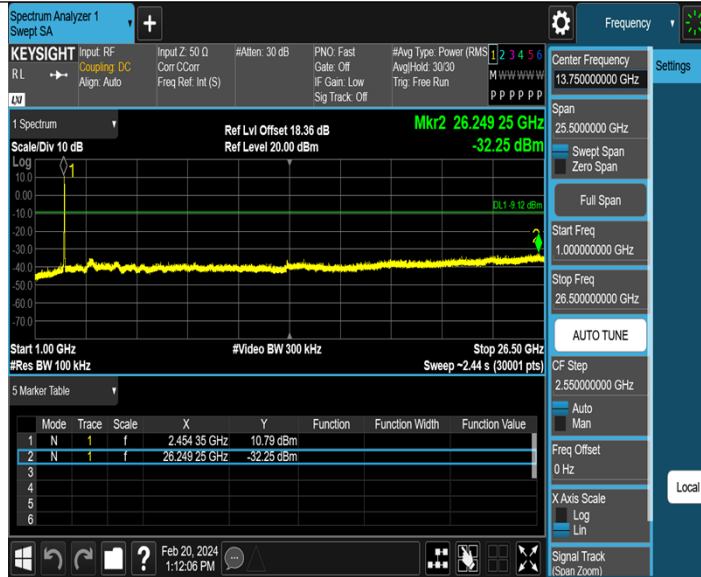 Spectrum Analyzer 1
Swept SA
+
Frequency
KEYSIGHT
RL
LXI
Input: RF
Coupling: DC
Align: Auto
Input Z: 50 Ω
Corr CCorr
Freq Ref: Int (S)
#Atten: 30 dB
PNO: Fast
Gate: Off
IF Gain: Low
Sig Track: Off
#Avg Type: Power (RMS
Avg|Hold: 30/30
Trig: Free Run
1 2 3 4 5 6
M W W W W W
P P P P P P
Center Frequency
13.750000000 GHz
Settings
Span
25.5000000 GHz
Swept Span
Zero Span
Full Span
Start Freq
1.000000000 GHz
Stop Freq
26.500000000 GHz
AUTO TUNE
CF Step
2.550000000 GHz
Auto
Man
Freq Offset
0 Hz
X Axis Scale
Log
Lin
Signal Track
(Span Zoom)
Local
1 Spectrum
Scale/Div 10 dB
Ref Lvl Offset 18.36 dB
Ref Level 20.00 dBm
Mkr2 26.249 25 GHz
-32.25 dBm
Log
10.0
0.00
-10.0
-20.0
-30.0
-40.0
-50.0
-60.0
-70.0
1
DL1 -9.12 dBm
2
Start 1.00 GHz
#Res BW 100 kHz
#Video BW 300 kHz
Stop 26.50 GHz
Sweep ~2.44 s (30001 pts)
5 Marker Table
Mode Trace Scale X Y Function Function Width Function Value
1 N 1 f 2.454 35 GHz 10.79 dBm
2 N 1 f 26.249 25 GHz -32.25 dBm
3
4
5
6
?
Feb 20, 2024
1:12:06 PM